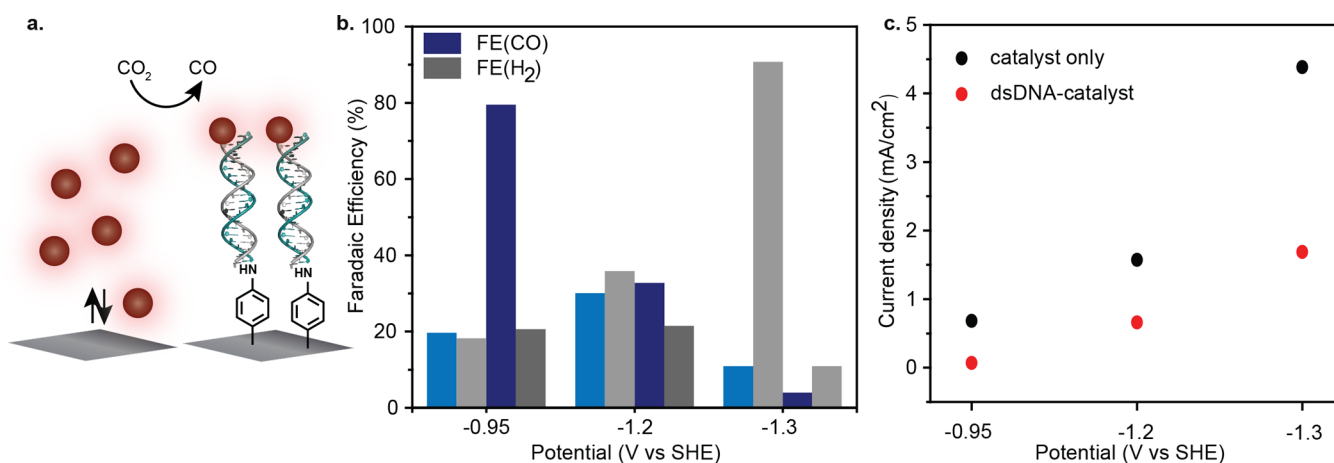 a.
CO2
CO
HN
HN
b.
FE(CO)
FE(H2)
Faradaic Efficiency (%)
100
80
60
40
20
0
-0.95
-1.2
-1.3
Potential (V vs SHE)
c.
catalyst only
dsDNA-catalyst
Current density (mA/cm2)
5
4
3
2
1
0
-0.95
-1.2
-1.3
Potential (V vs SHE)